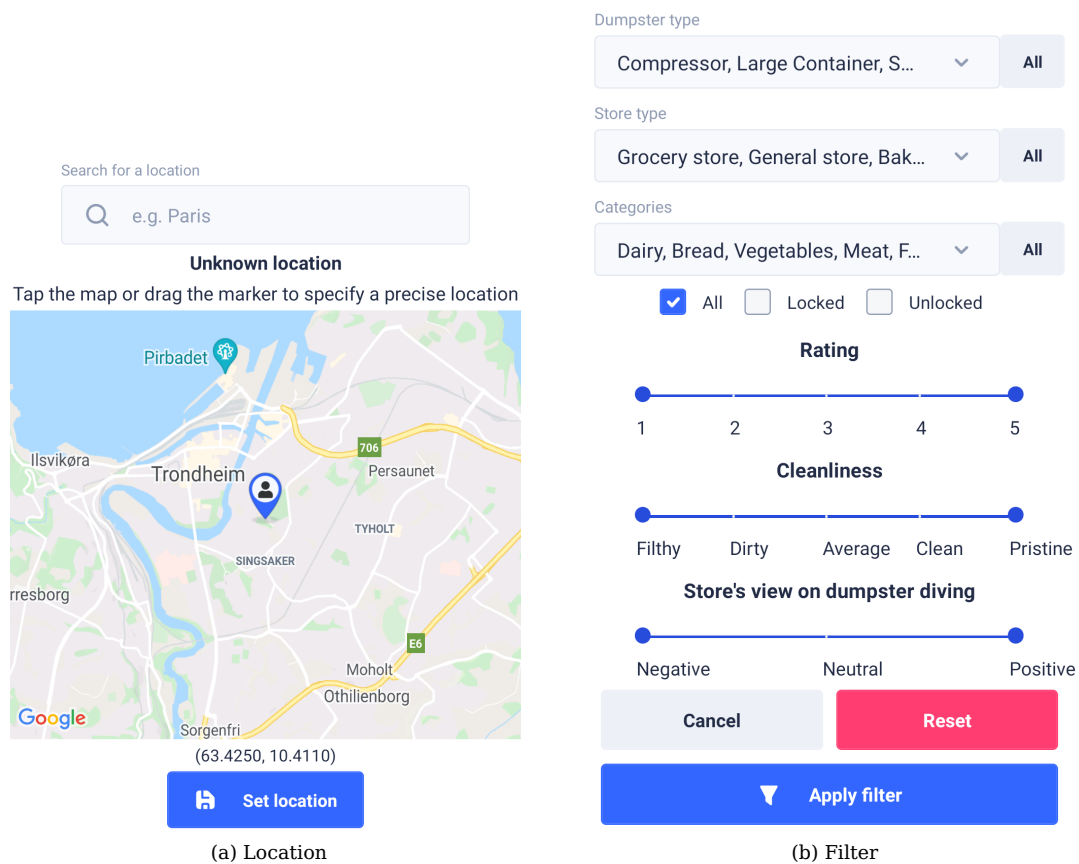 Search for a location
e.g. Paris
Unknown location
Tap the map or drag the marker to specify a precise location
Pirbadet
706
Ilsvikøra
Persaunet
Trondheim
TYHOLT
SINGSAKER
rresborg
E6
Moholt
Othilienborg
Google
Sorgenfri
(63.4250, 10.4110)
Set location
(a) Location
Dumpster type
Compressor, Large Container, S... All
Store type
Grocery store, General store, Bak... All
Categories
Dairy, Bread, Vegetables, Meat, F... All
All Locked Unlocked
Rating
1 2 3 4 5
Cleanliness
Filthy Dirty Average Clean Pristine
Store's view on dumpster diving
Negative Neutral Positive
Cancel Reset
Apply filter
(b) Filter